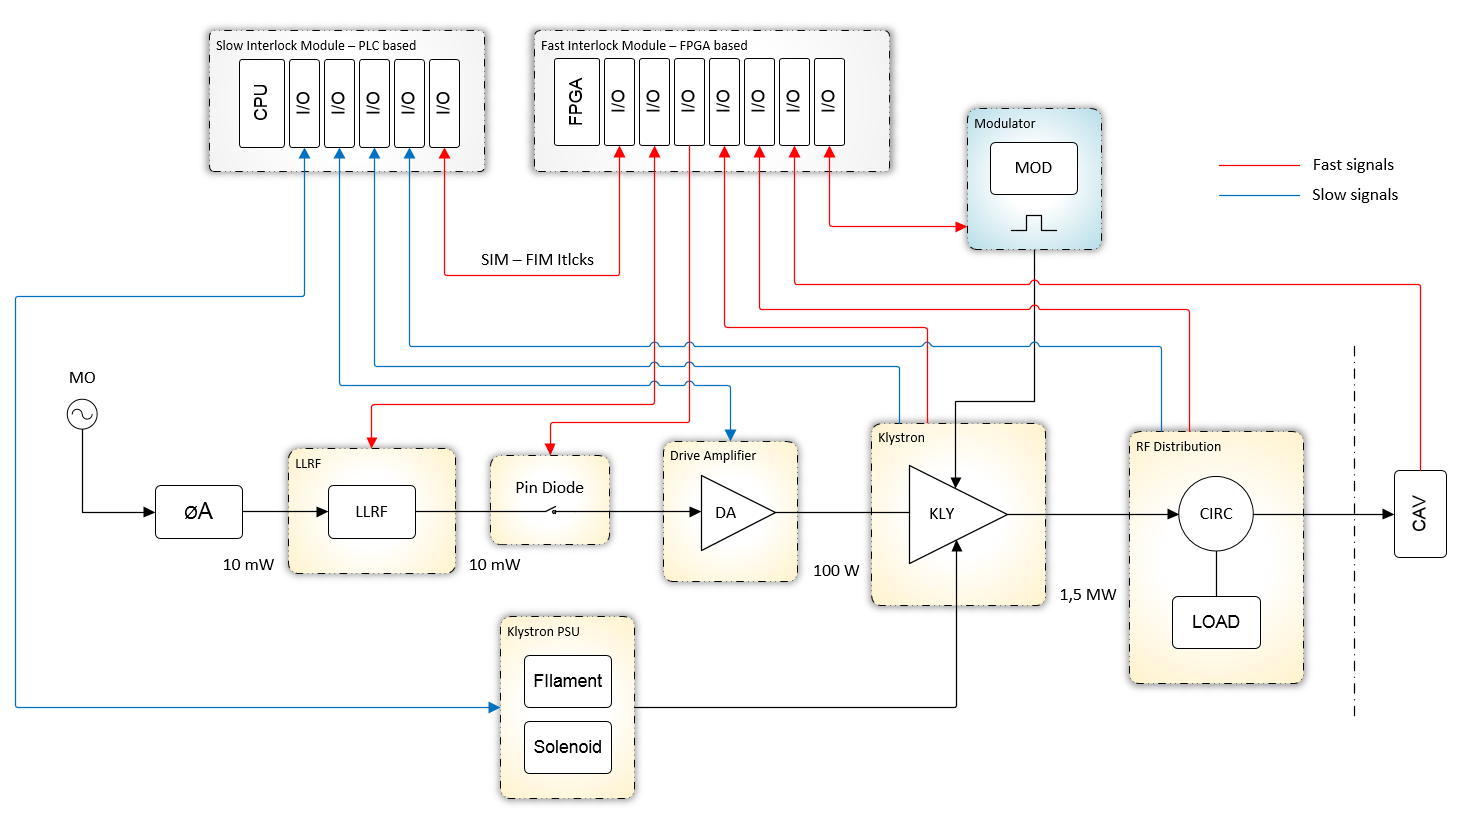 Slow Interlock Module – PLC based
CPU
I/O
I/O
I/O
I/O
I/O
Fast Interlock Module – FPGA based
FPGA
I/O
I/O
I/O
I/O
I/O
I/O
I/O
Modulator
MOD
Fast signals
Slow signals
SIM – FIM Itlcks
MO
øA
10 mW
LLRF
LLRF
10 mW
Pin Diode
Drive Amplifier
DA
100 W
Klystron
KLY
1,5 MW
RF Distribution
CIRC
LOAD
CAV
Klystron PSU
FIlament
Solenoid